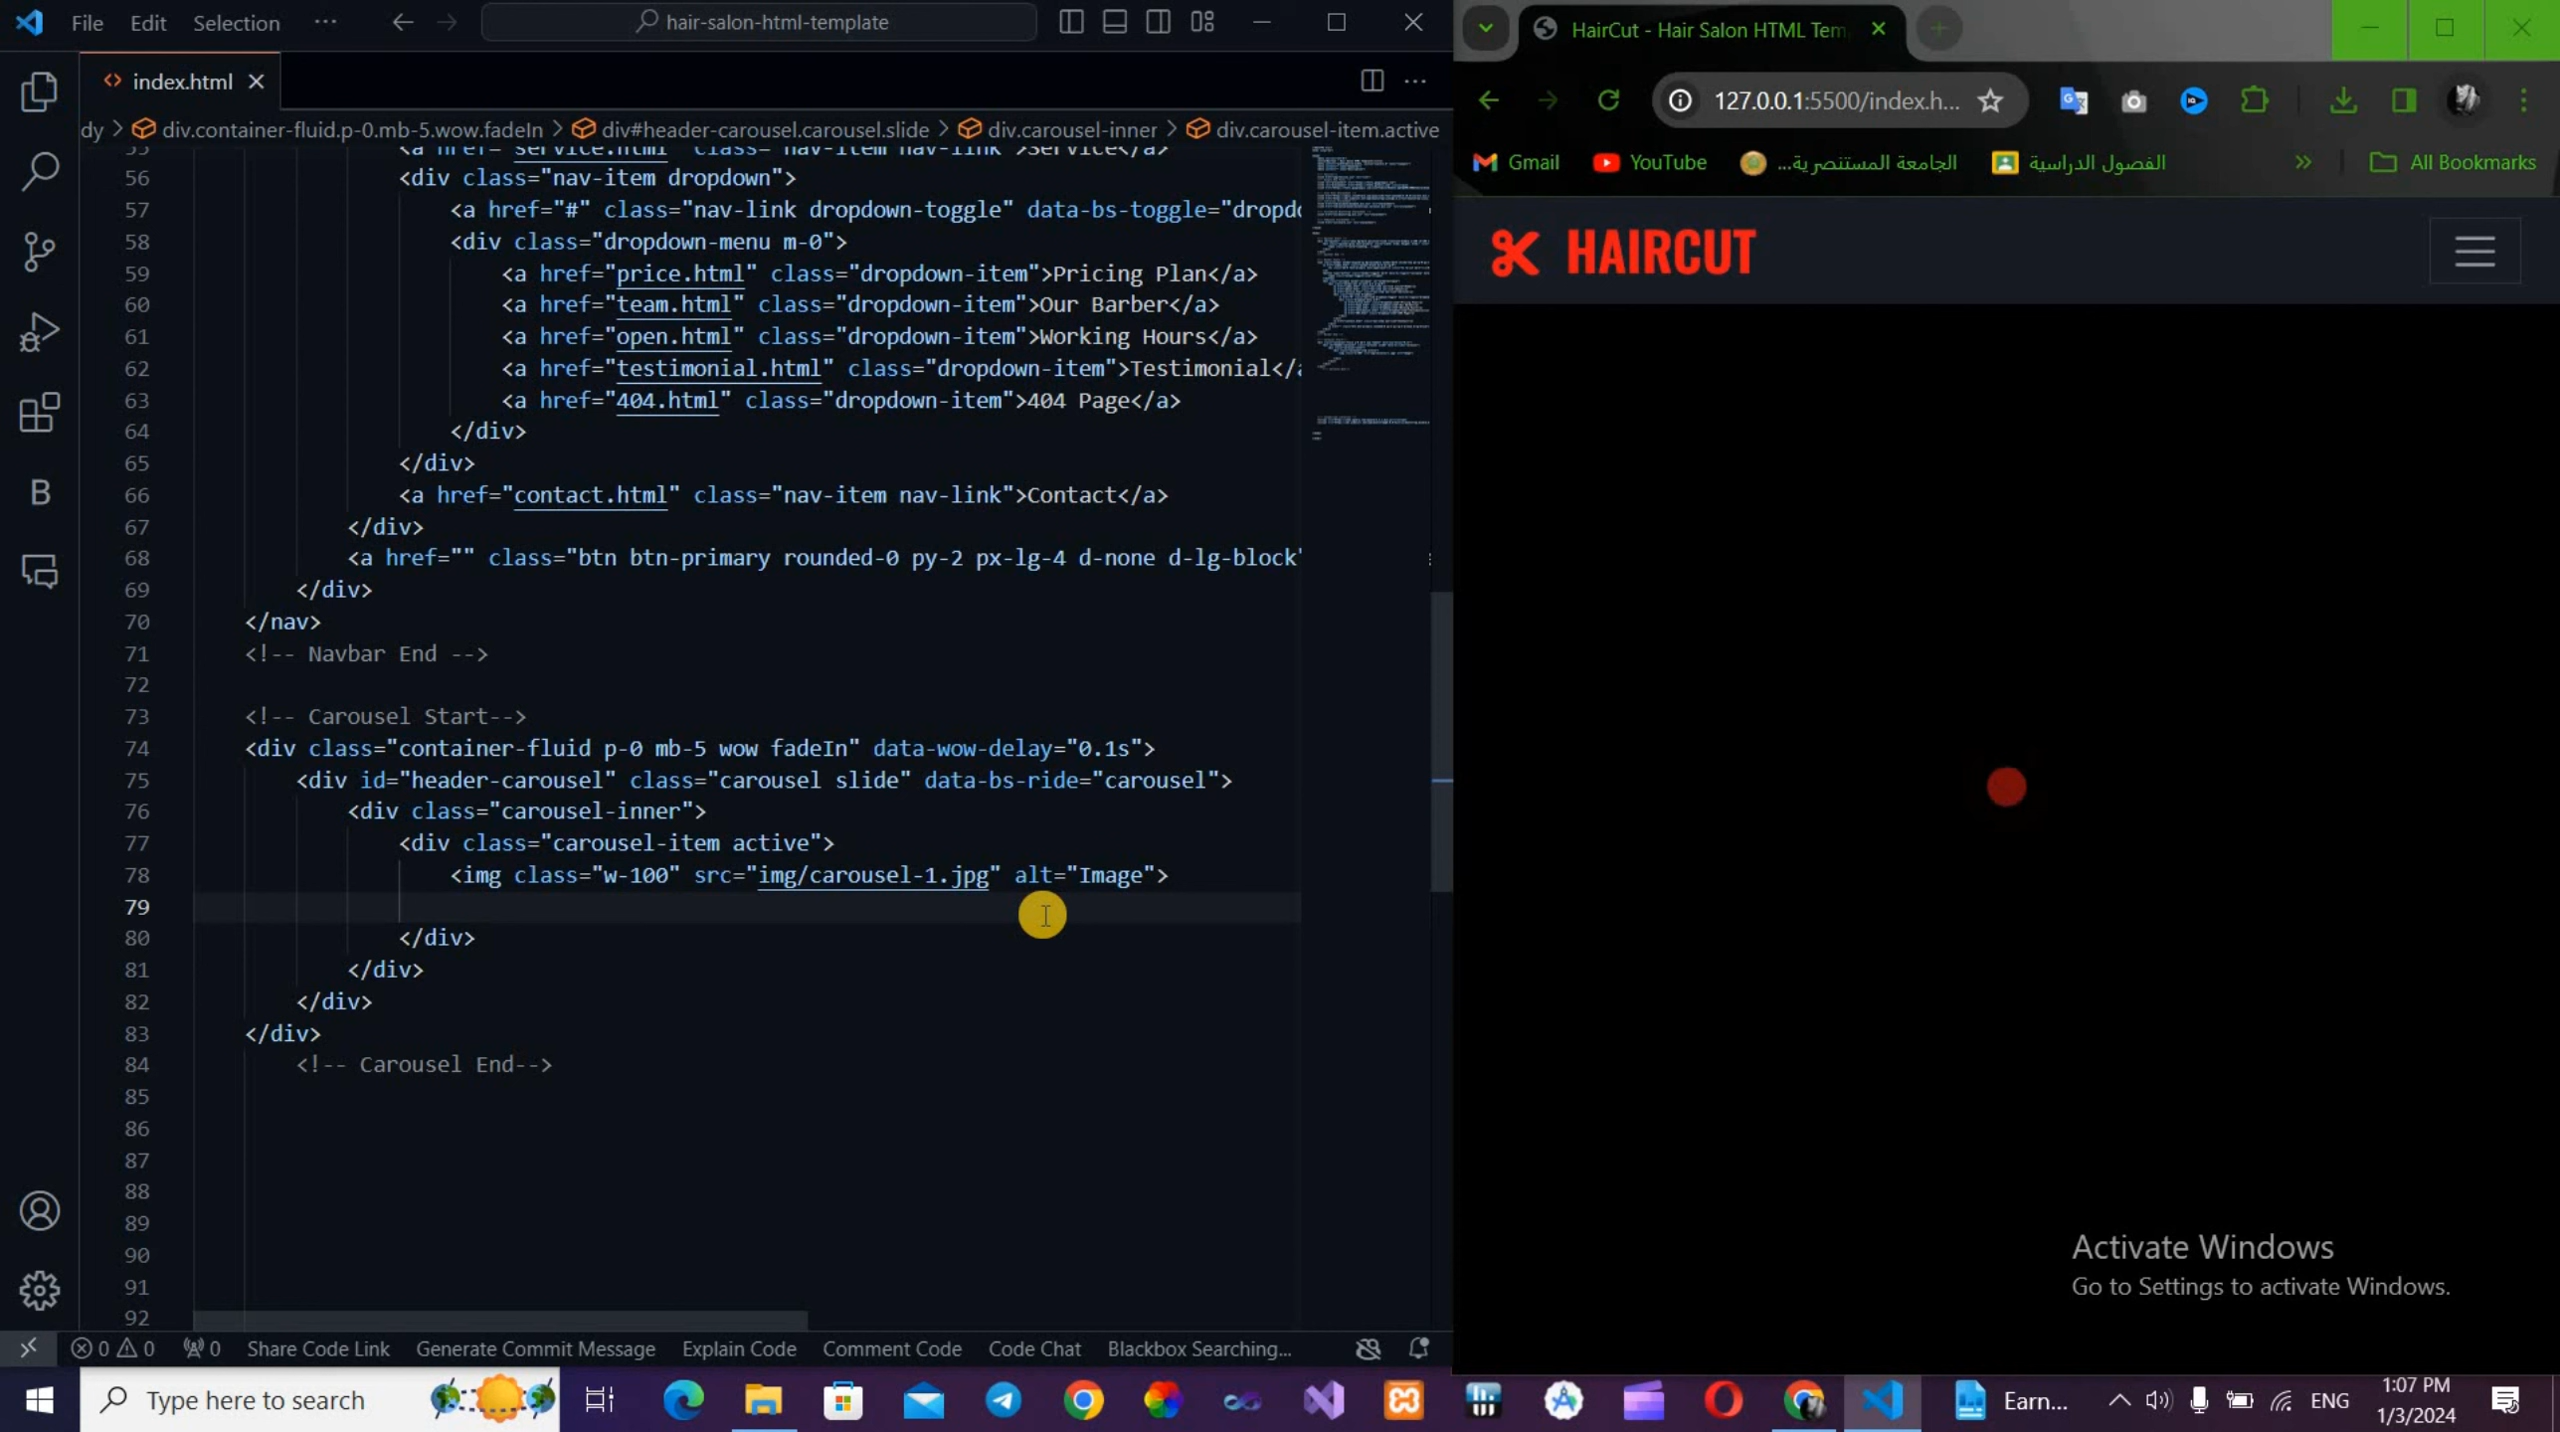 File Edit Selection ··· hair-salon-html-template
index.html
dy > div.container-fluid.p-0.mb-5.wow.fadeIn > div#header-carousel.carousel.slide > div.carousel-inner > div.carousel-item.active
55 <a href="service.html" class="nav-item nav-link">Service</a>
56 <div class="nav-item dropdown">
57 <a href="#" class="nav-link dropdown-toggle" data-bs-toggle="dropdo
58 <div class="dropdown-menu m-0">
59 <a href="price.html" class="dropdown-item">Pricing Plan</a>
60 <a href="team.html" class="dropdown-item">Our Barber</a>
61 <a href="open.html" class="dropdown-item">Working Hours</a>
62 <a href="testimonial.html" class="dropdown-item">Testimonial</a
63 <a href="404.html" class="dropdown-item">404 Page</a>
64 </div>
65 </div>
66 <a href="contact.html" class="nav-item nav-link">Contact</a>
67 </div>
68 <a href="" class="btn btn-primary rounded-0 py-2 px-lg-4 d-none d-lg-block"
69 </div>
70 </nav>
71 <!-- Navbar End -->
72
73 <!-- Carousel Start-->
74 <div class="container-fluid p-0 mb-5 wow fadeIn" data-wow-delay="0.1s">
75 <div id="header-carousel" class="carousel slide" data-bs-ride="carousel">
76 <div class="carousel-inner">
77 <div class="carousel-item active">
78 <img class="w-100" src="img/carousel-1.jpg" alt="Image">
79
80 </div>
81 </div>
82 </div>
83 </div>
84 <!-- Carousel End-->
85
86
87
88
89
90
91
92
0 0 0 Share Code Link Generate Commit Message Explain Code Comment Code Code Chat Blackbox Searching...
HairCut - Hair Salon HTML Tem
127.0.0.1:5500/index.h...
Gmail YouTube الجامعة المستنصرية... الفصول الدراسية » All Bookmarks
HAIRCUT
Activate Windows
Go to Settings to activate Windows.
Type here to search
Earn...
ENG
1:07 PM
1/3/2024